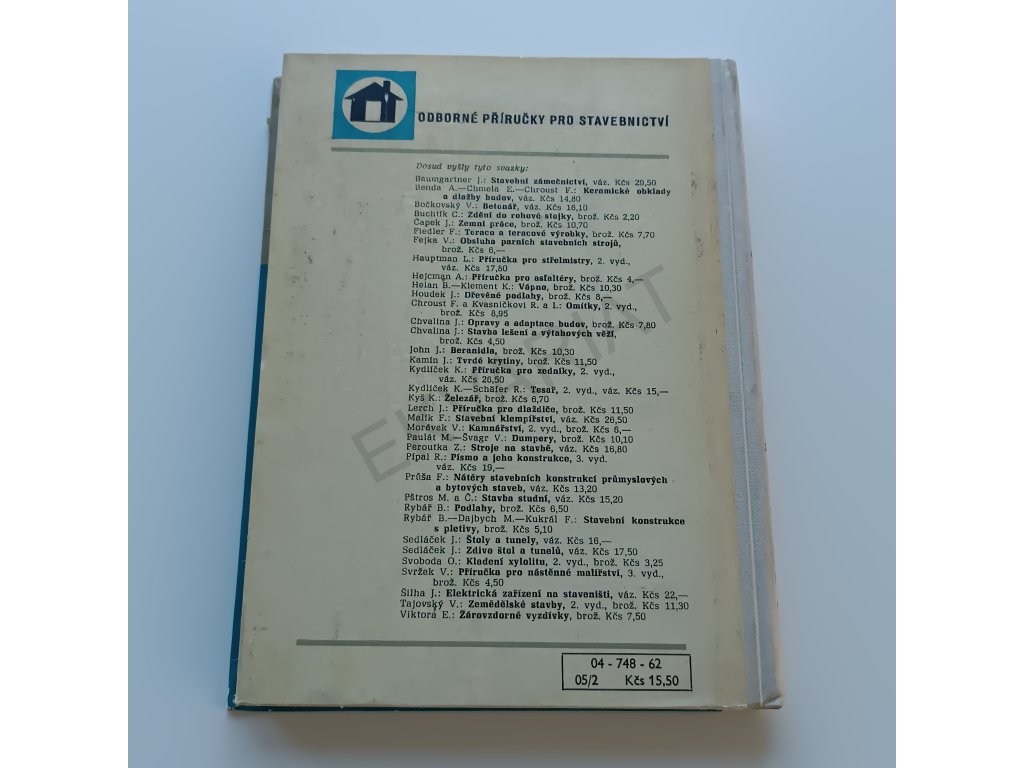 ODBORNÉ PŘÍRUČKY PRO STAVEBNICTVÍ
Dosud vyšly tyto svazky:
Baumgartner J.: Stavební zámečnictví, váz. Kčs 29,50
Benda A.—Chmela E.—Chroust F.: Keramické obklady
a dlažby budov, váz. Kčs 14,80
Bočkovský V.: Betonář, váz. Kčs 16,10
Buchtík C.: Zdění do rohové stojky, brož. Kčs 2,20
Čapek J.: Zemní práce, brož. Kčs 10,70
Fiedler F.: Teraco a teracové výrobky, brož. Kčs 7,70
Fejka V.: Obsluha parních stavebních strojů,
brož. Kčs 6,—
Hauptman L.: Příručka pro střelmistry, 2. vyd.,
váz. Kčs 17,80
Hejcman A.: Příručka pro asfaltéry, brož. Kčs 4,—
Helan B.—Klement K.: Vápno, brož. Kčs 10,30
Houdek J.: Dřevěné podlahy, brož. Kčs 8,—
Chroust F. a Kvasničkovi R. a I.: Omítky, 2. vyd.,
brož. Kčs 8,95
Chvalina J.: Opravy a adaptace budov, brož. Kčs 7,80
Chvalina J.: Stavba lešení a výtahových věží,
brož. Kčs 4,50
John J.: Beranidla, brož. Kčs 10,30
Kamín J.: Tvrdé krytiny, brož. Kčs 11,50
Kydlíček K.: Příručka pro zedníky, 2. vyd.,
váz. Kčs 26,50
Kydlíček K.—Schäfer R.: Tesař, 2. vyd., váz. Kčs 15,—
Kyš K.: Železář, brož. Kčs 6,70
Lerch J.: Příručka pro dlaždiče, brož. Kčs 11,50
Malík F.: Stavební klempířství, váz. Kčs 26,50
Morávek V.: Kamnářství, 2. vyd., brož. Kčs 6,—
Paulát M.—Švagr V.: Dumpery, brož. Kčs 10,10
Peroutka Z.: Stroje na stavbě, váz. Kčs 16,80
Pípal R.: Písmo a jeho konstrukce, 3. vyd.
váz. Kčs 19,—
Průša F.: Nátěry stavebních konstrukcí průmyslových
a bytových staveb, váz. Kčs 13,20
Pštros M. a Č.: Stavba studní, váz. Kčs 15,20
Rybář B.: Podlahy, brož. Kčs 6,50
Rybář B.—Dajbych M.—Kukrál F.: Stavební konstrukce
s pletivy, brož. Kčs 5,10
Sedláček J.: Štoly a tunely, váz. Kčs 16,—
Sedláček J.: Zdivo štol a tunelů, váz. Kčs 17,50
Svoboda O.: Kladení xylolitu, 2. vyd., brož. Kčs 3,25
Svržek V.: Příručka pro nástěnné malířství, 3. vyd.,
brož. Kčs 4,50
Šilha J.: Elektrická zařízení na staveništi, váz. Kčs 22,—
Tajovský V.: Zemědělské stavby, 2. vyd., brož. Kčs 11,30
Viktora E.: Žárovzdorné vyzdívky, brož. Kčs 7,50
04 - 748 - 62
05/2 Kčs 15,50